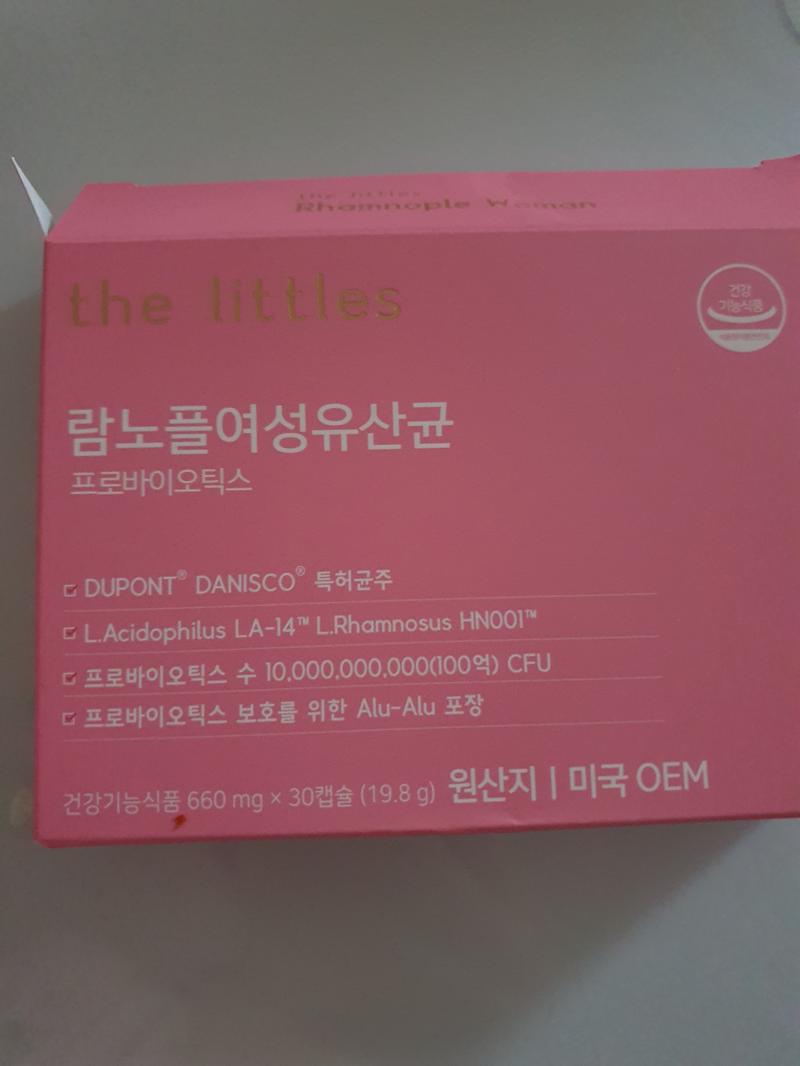 the littles
Rhamnople Woman
the littles
건강
기능식품
람노플여성유산균
프로바이오틱스
DUPONT® DANISCO® 특허균주
L.Acidophilus LA-14™ L.Rhamnosus HN001™
프로바이오틱스 수 10,000,000,000(100억) CFU
프로바이오틱스 보호를 위한 Alu-Alu 포장
건강기능식품 660 mg × 30캡슐 (19.8 g) 원산지 | 미국 OEM